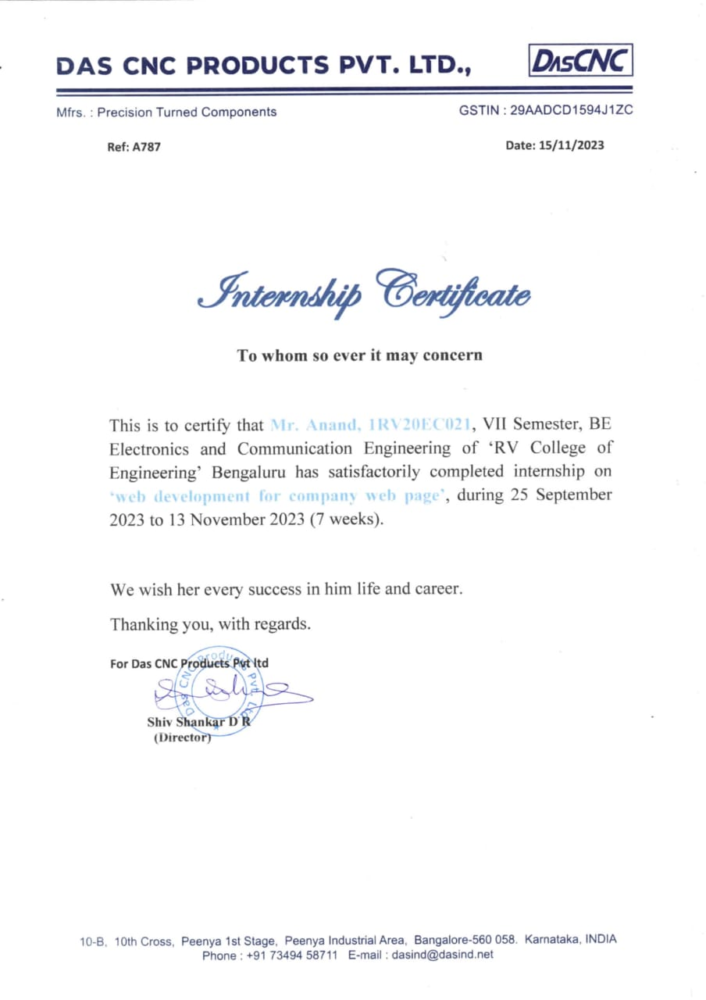 DAS CNC PRODUCTS PVT. LTD.,
DASCNC
Mfrs. : Precision Turned Components
GSTIN : 29AADCD1594J1ZC
Ref: A787
Date: 15/11/2023
Internship Certificate
To whom so ever it may concern
This is to certify that Mr. Anand, 1RV20EC021, VII Semester, BE
Electronics and Communication Engineering of ‘RV College of
Engineering’ Bengaluru has satisfactorily completed internship on
‘web development for company web page’, during 25 September
2023 to 13 November 2023 (7 weeks).
We wish her every success in him life and career.
Thanking you, with regards.
For Das CNC Products Pvt ltd
Das CNC Products Pvt. Ltd.
Shiv Shankar D R
(Director)
10-B, 10th Cross, Peenya 1st Stage, Peenya Industrial Area, Bangalore-560 058. Karnataka, INDIA
Phone : +91 73494 58711 E-mail : dasind@dasind.net